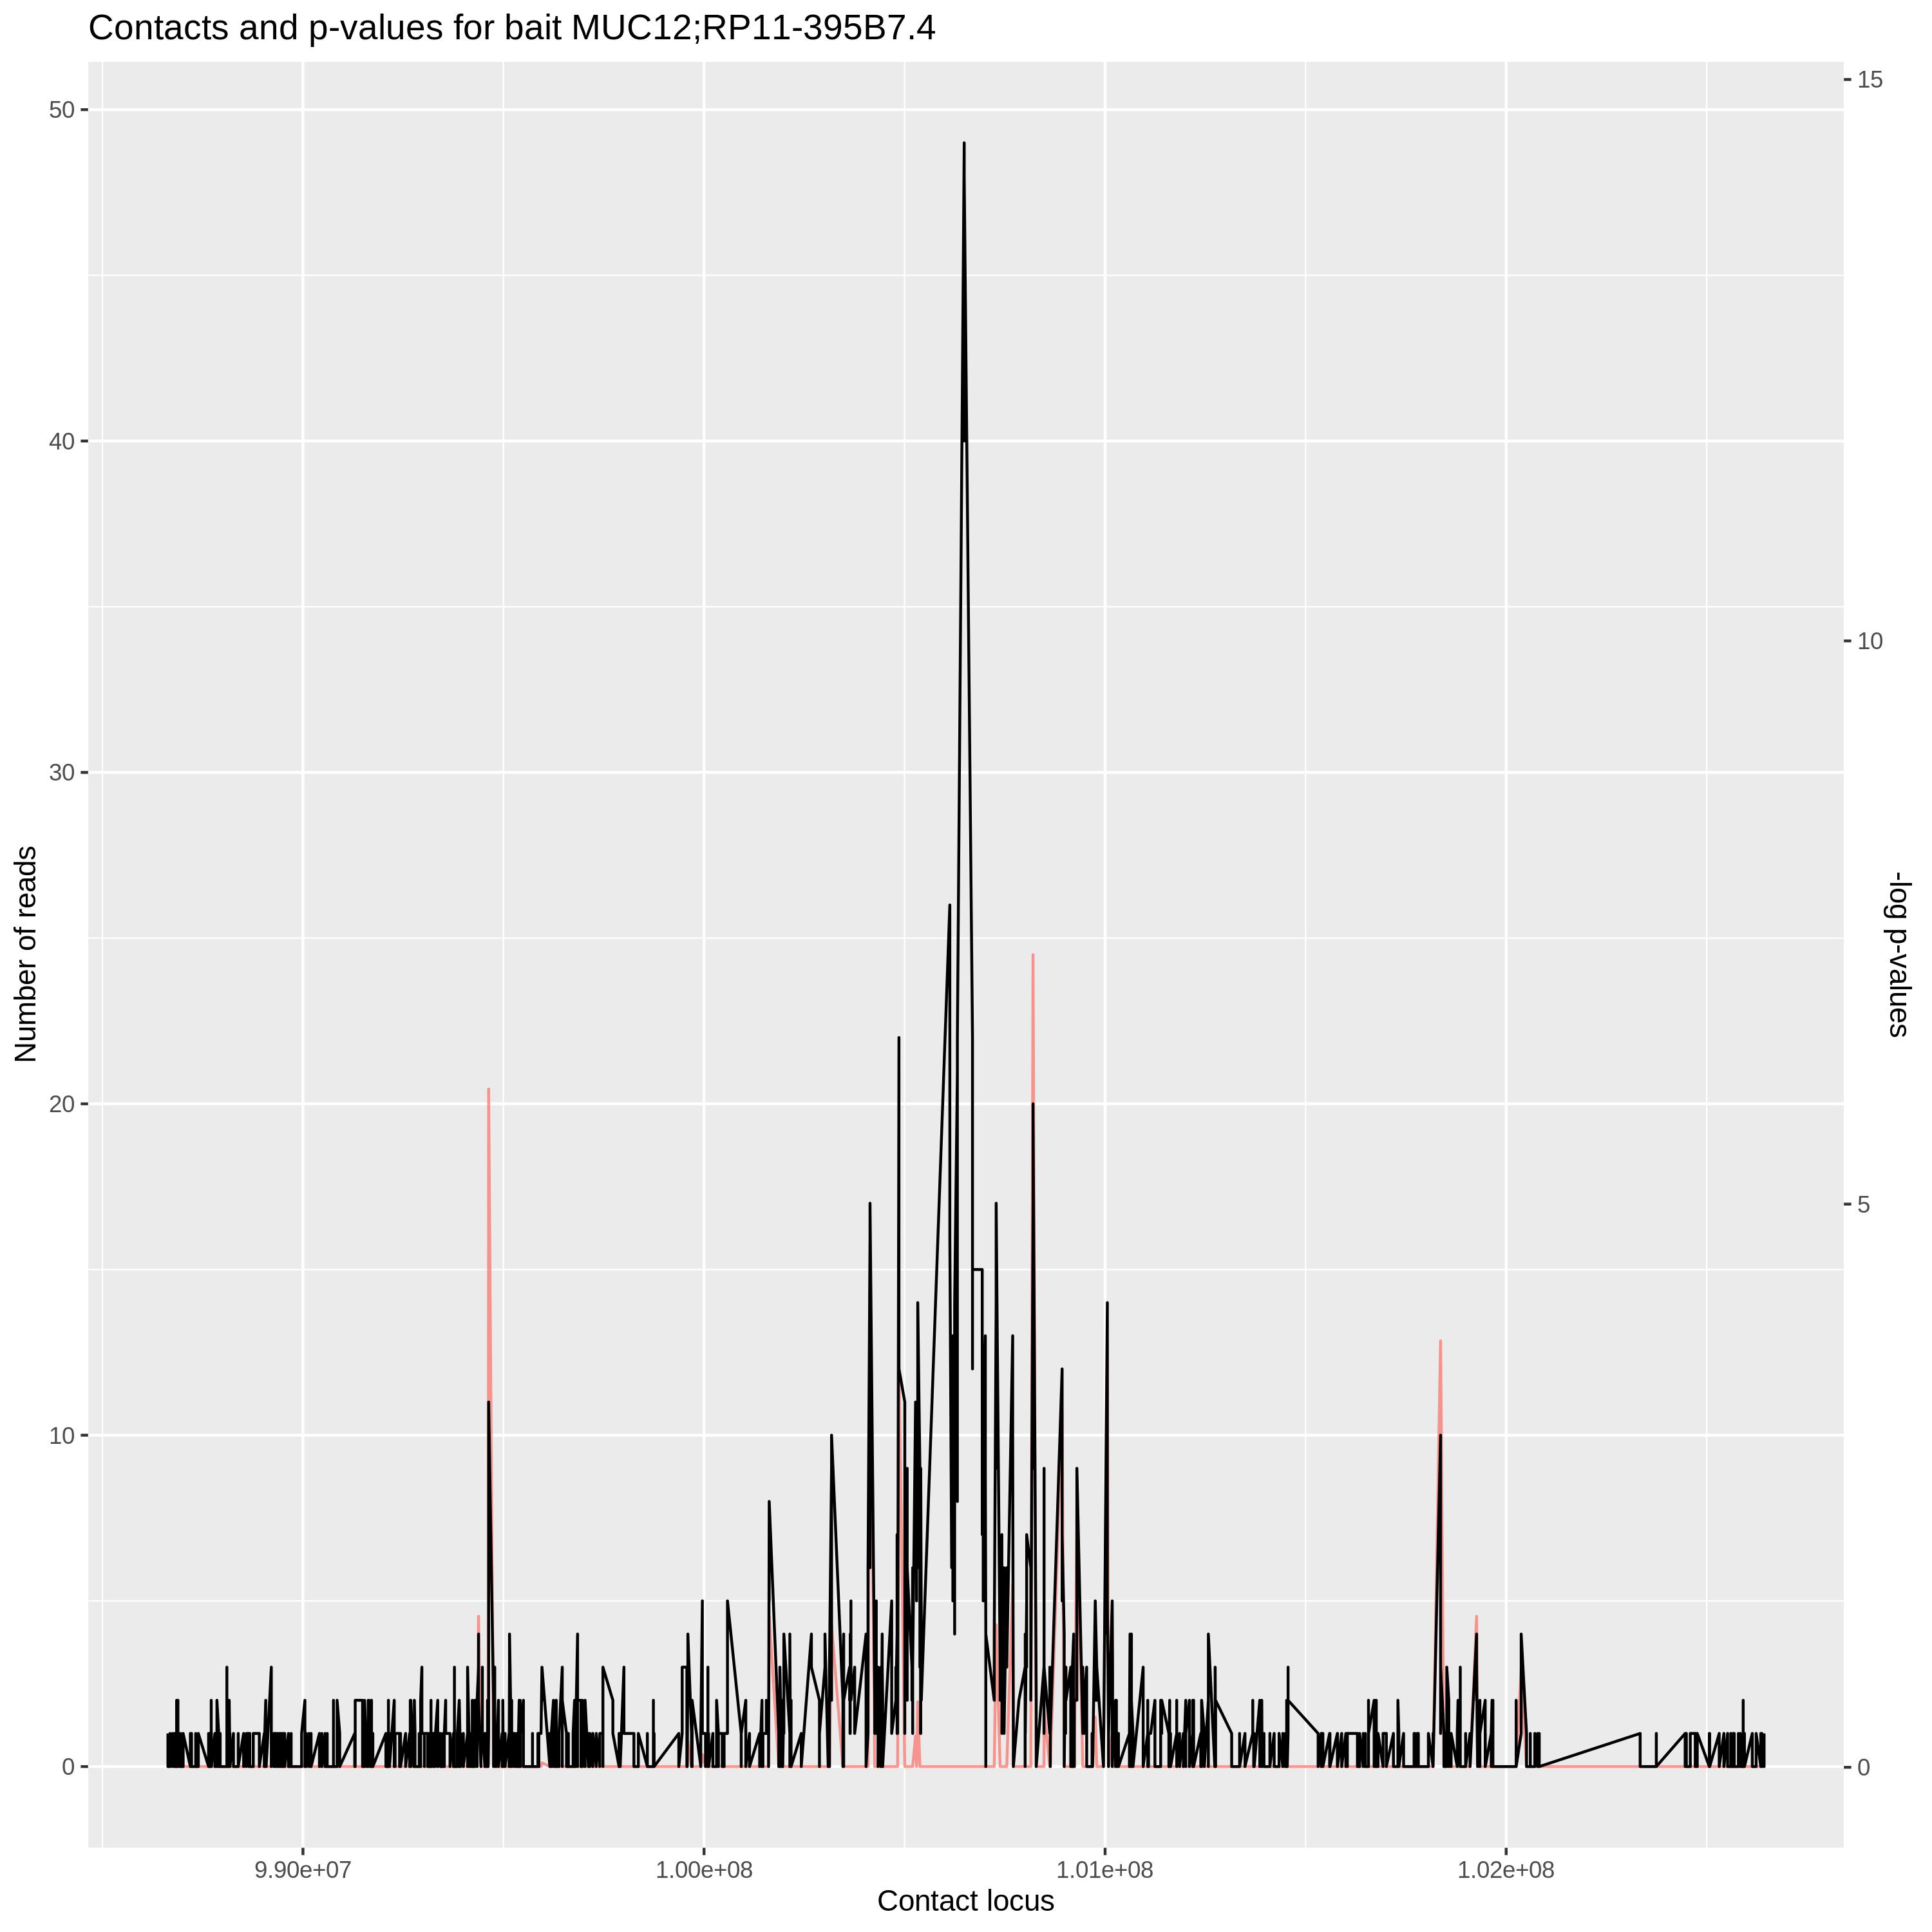 Contacts and p-values for bait MUC12;RP11-395B7.4
50
40
30
20
10
0
15
10
5
0
Number of reads
-log p-values
9.90e+07
1.00e+08
1.01e+08
1.02e+08
Contact locus